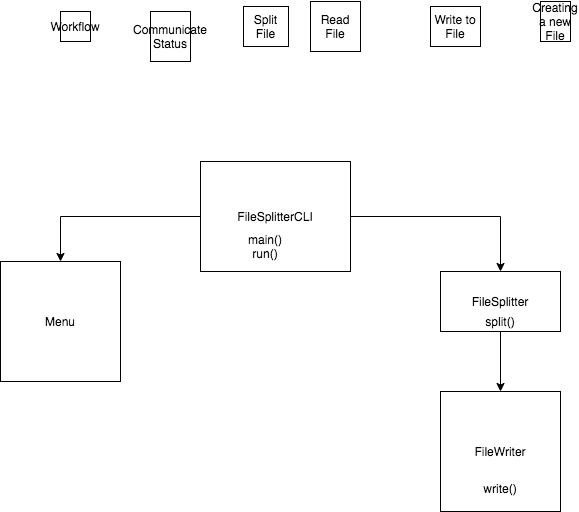 Workflow
Communicate
Status
Split
File
Read
File
Write to
File
Creating
a new
File
FileSplitterCLI
main()
run()
Menu
FileSplitter
split()
FileWriter
write()